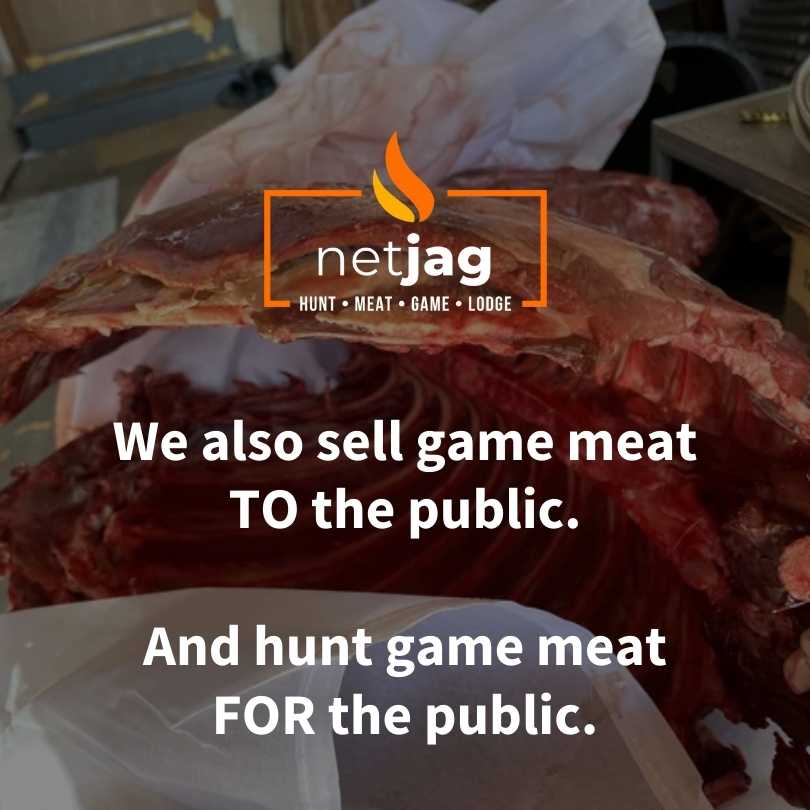 netjag
HUNT • MEAT • GAME • LODGE
We also sell game meat
TO the public.
And hunt game meat
FOR the public.